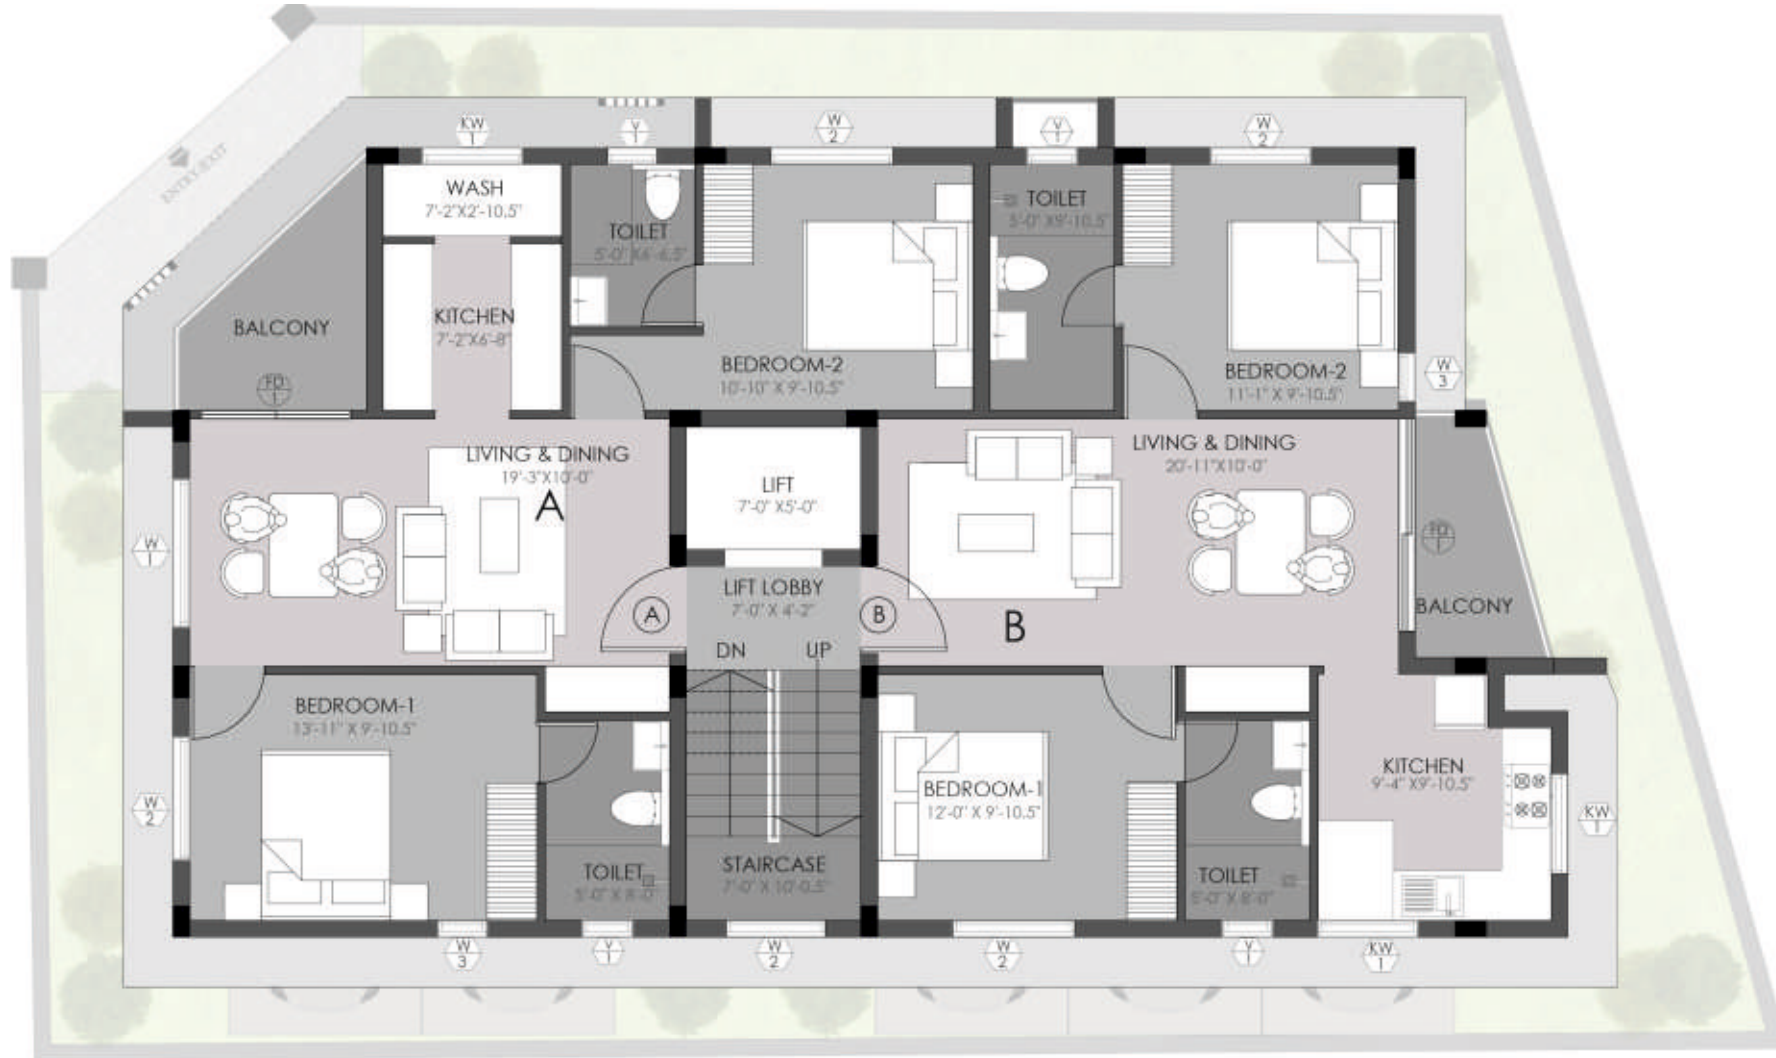 KW
1
V
1
W
2
V
1
W
2
ENTRY-EXIT
WASH
7'-2"X2'-10.5"
TOILET
5'-0" X6'-6.5"
TOILET
5'-0" X9'-10.5"
BALCONY
KITCHEN
7'-2"X6'-8"
BEDROOM-2
10'-10" X 9'-10.5"
BEDROOM-2
11'-1" X 9'-10.5"
W
3
FD
1
LIVING & DINING
19'-3"X10'-0"
A
LIFT
7'-0" X5'-0"
LIVING & DINING
20'-11"X10'-0"
W
1
FD
1
LIFT LOBBY
7'-0" X 4'-2"
A
B
B
BALCONY
DN
UP
BEDROOM-1
13'-11" X 9'-10.5"
BEDROOM-1
12'-0" X 9'-10.5"
KITCHEN
9'-4" X9'-10.5"
W
2
KW
1
TOILET
5'-0" X 8'-0"
STAIRCASE
7'-0" X 10'-0.5"
TOILET
5'-0" X 8'-0"
W
3
V
1
W
2
W
2
V
1
KW
1